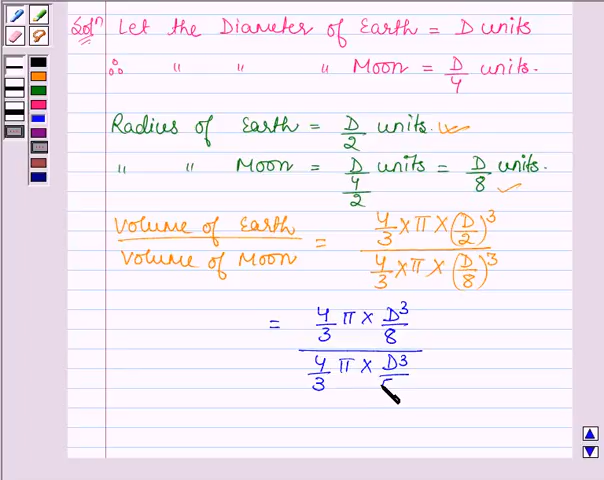 Solⁿ Let the Diameter of Earth = D units
∴ " " " Moon = D/4 units.
Radius of Earth = D/2 units.
" " Moon = D/4/2 units = D/8 units.
Volume of Earth / Volume of Moon = 4/3 × π × (D/2)³ / 4/3 × π × (D/8)³
= 4/3 π × D³/8 / 4/3 π × D³/